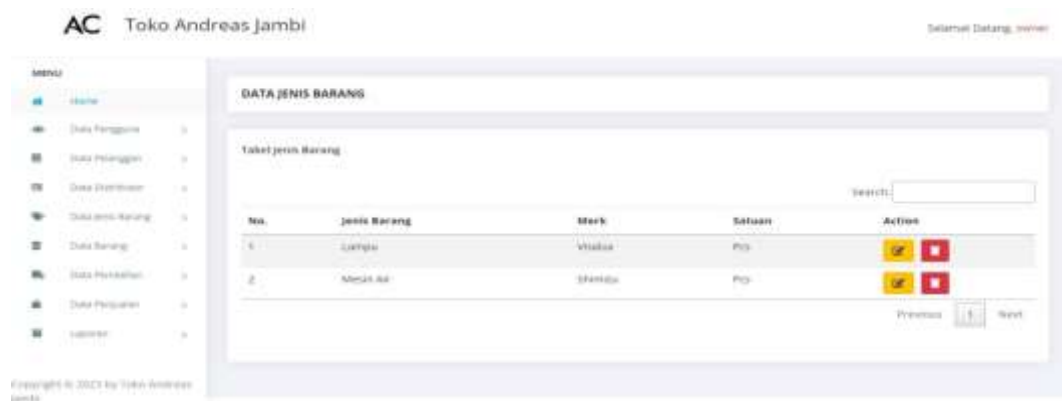 AC Toko Andreas Jambi
Selamat Datang, owner
MENU
Home
Data Pengguna
Data Pelanggan
Data Distributor
Data Jenis Barang
Data Barang
Data Pembelian
Data Penjualan
Laporan
Copyright © 2023 by Toko Andreas
Jambi
DATA JENIS BARANG
Tabel Jenis Barang
Search:
No. Jenis Barang Merk Satuan Action
1 Lampu Visalux Pcs
2 Mesin Air Shimizu Pcs
Previous 1 Next